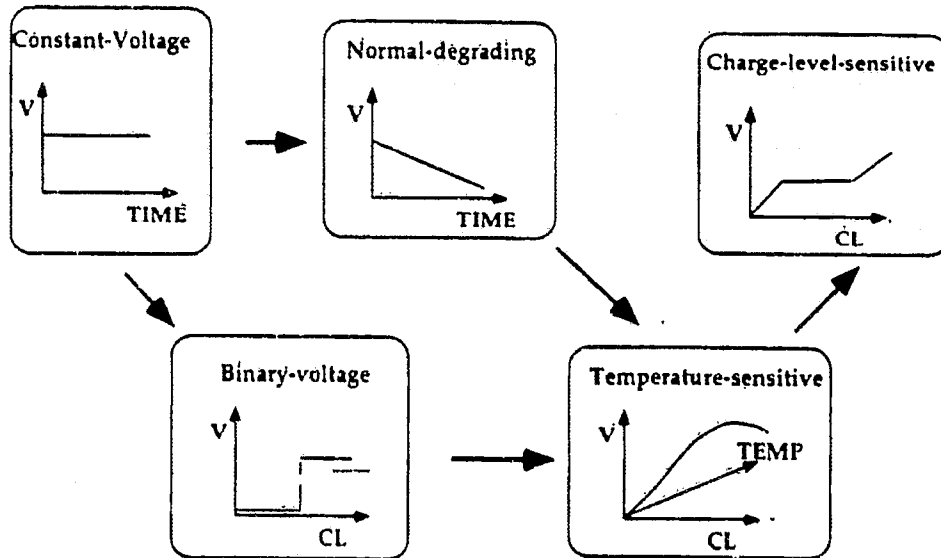 Constant-Voltage
V
TIME
Normal-degrading
V
TIME
Charge-level-sensitive
V
CL
Binary-voltage
V
CL
Temperature-sensitive
V
TEMP
CL